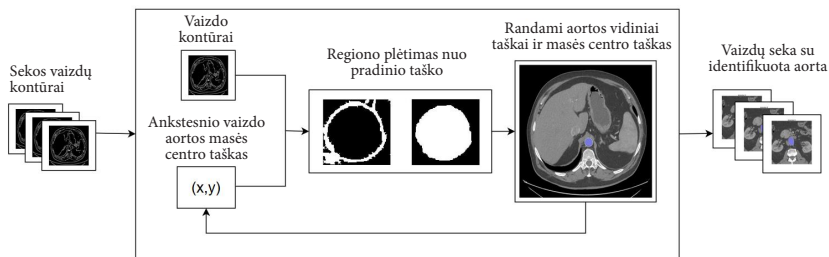 Sekos vaizdų
kontūrai
Vaizdo
kontūrai
Ankstesnio vaizdo
aortos masės
centro taškas
(x,y)
Regiono plėtimas nuo
pradinio taško
Randami aortos vidiniai
taškai ir masės centro taškas
Vaizdų seka su
identifikuota aorta